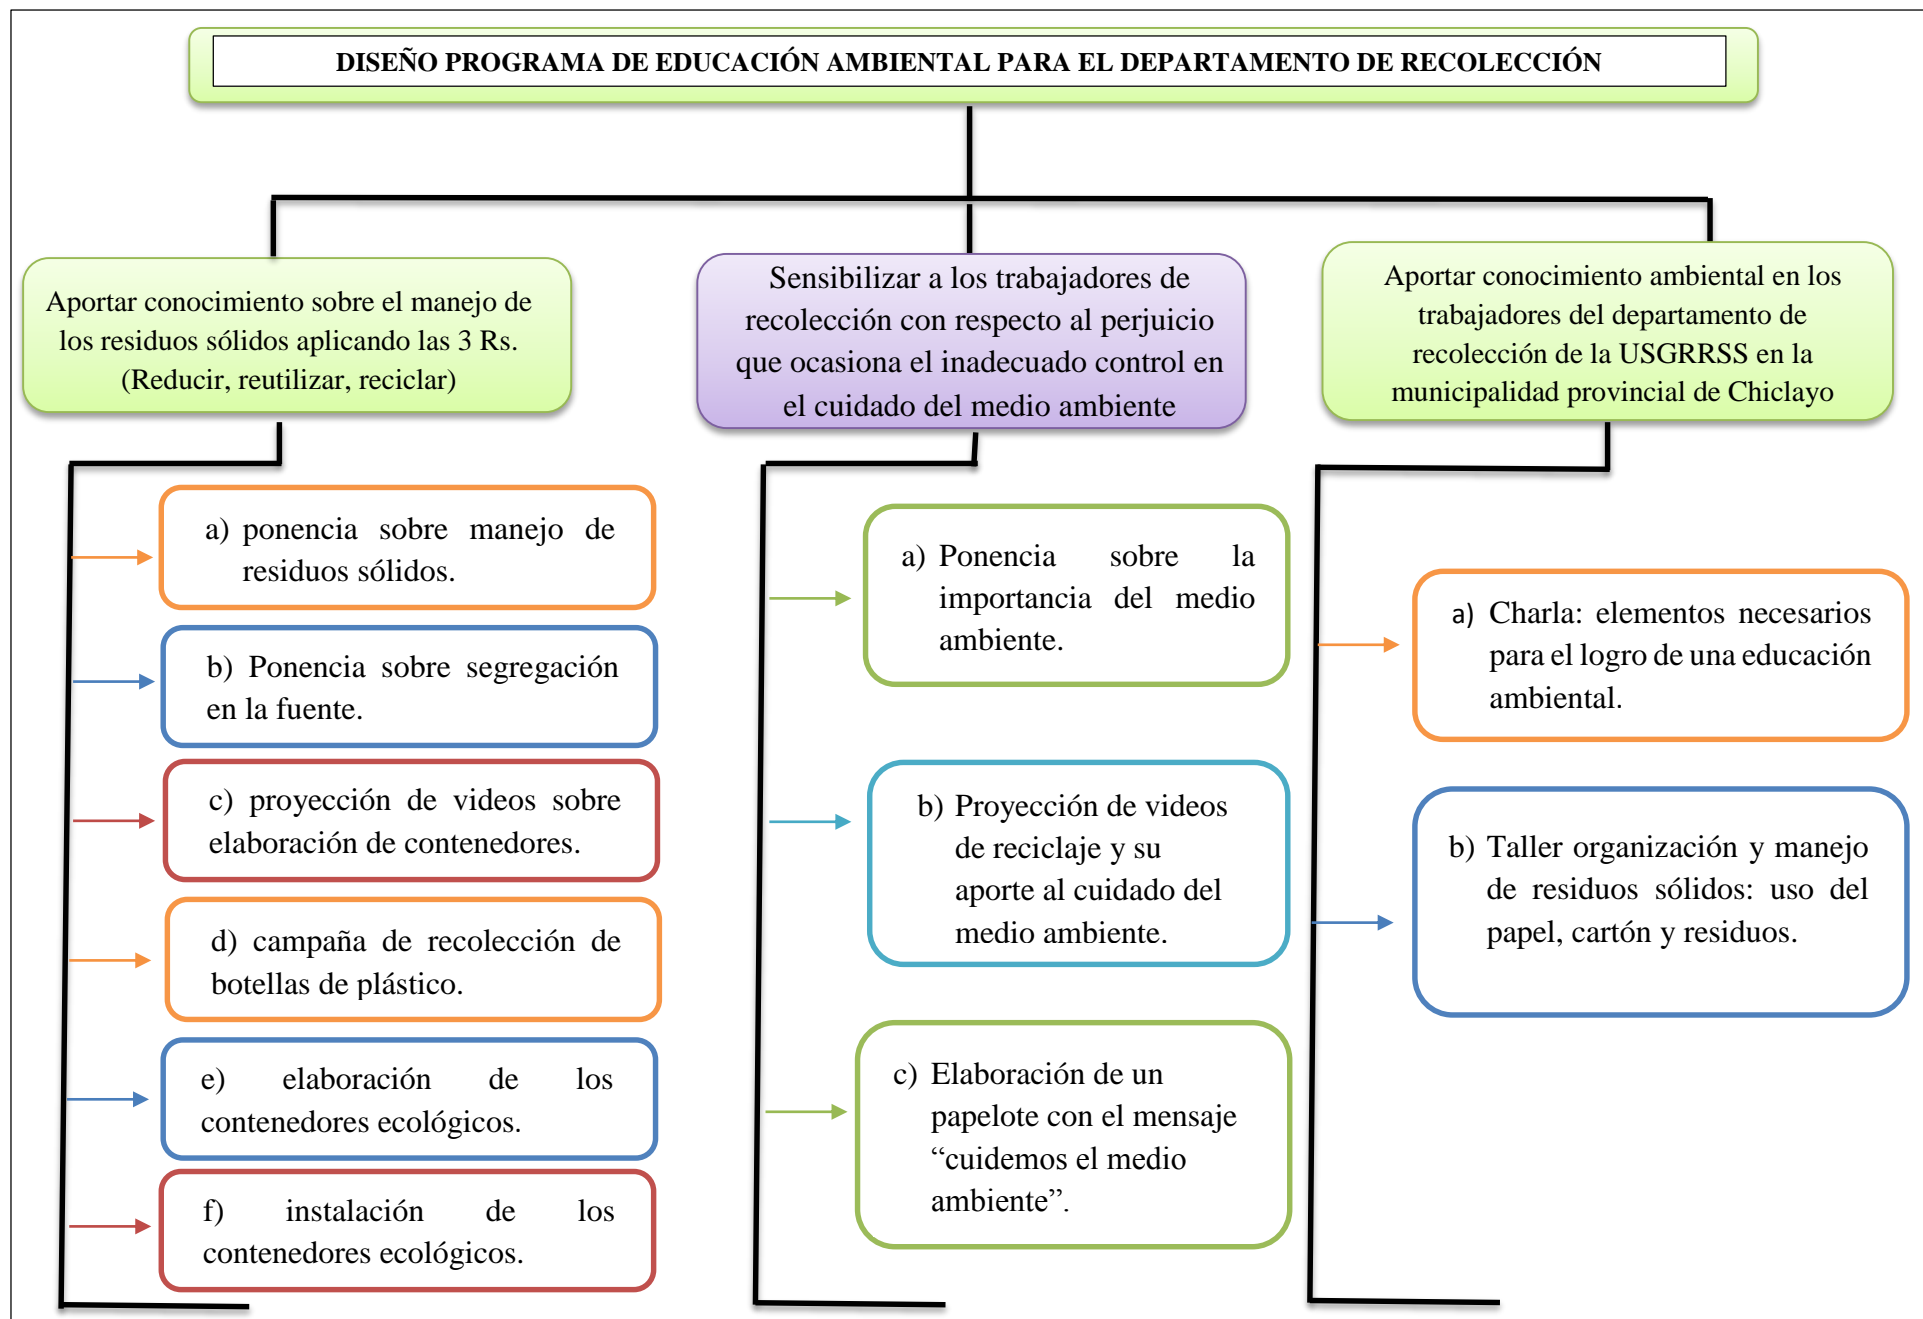 DISEÑO PROGRAMA DE EDUCACIÓN AMBIENTAL PARA EL DEPARTAMENTO DE RECOLECCIÓN
Aportar conocimiento sobre el manejo de
los residuos sólidos aplicando las 3 Rs.
(Reducir, reutilizar, reciclar)
a) ponencia sobre manejo de
residuos sólidos.
b) Ponencia sobre segregación
en la fuente.
c) proyección de videos sobre
elaboración de contenedores.
d) campaña de recolección de
botellas de plástico.
e) elaboración de los
contenedores ecológicos.
f) instalación de los
contenedores ecológicos.
Sensibilizar a los trabajadores de
recolección con respecto al perjuicio
que ocasiona el inadecuado control en
el cuidado del medio ambiente
a) Ponencia sobre la
importancia del medio
ambiente.
b) Proyección de videos
de reciclaje y su
aporte al cuidado del
medio ambiente.
c) Elaboración de un
papelote con el mensaje
“cuidemos el medio
ambiente”.
Aportar conocimiento ambiental en los
trabajadores del departamento de
recolección de la USGRRSS en la
municipalidad provincial de Chiclayo
a) Charla: elementos necesarios
para el logro de una educación
ambiental.
b) Taller organización y manejo
de residuos sólidos: uso del
papel, cartón y residuos.